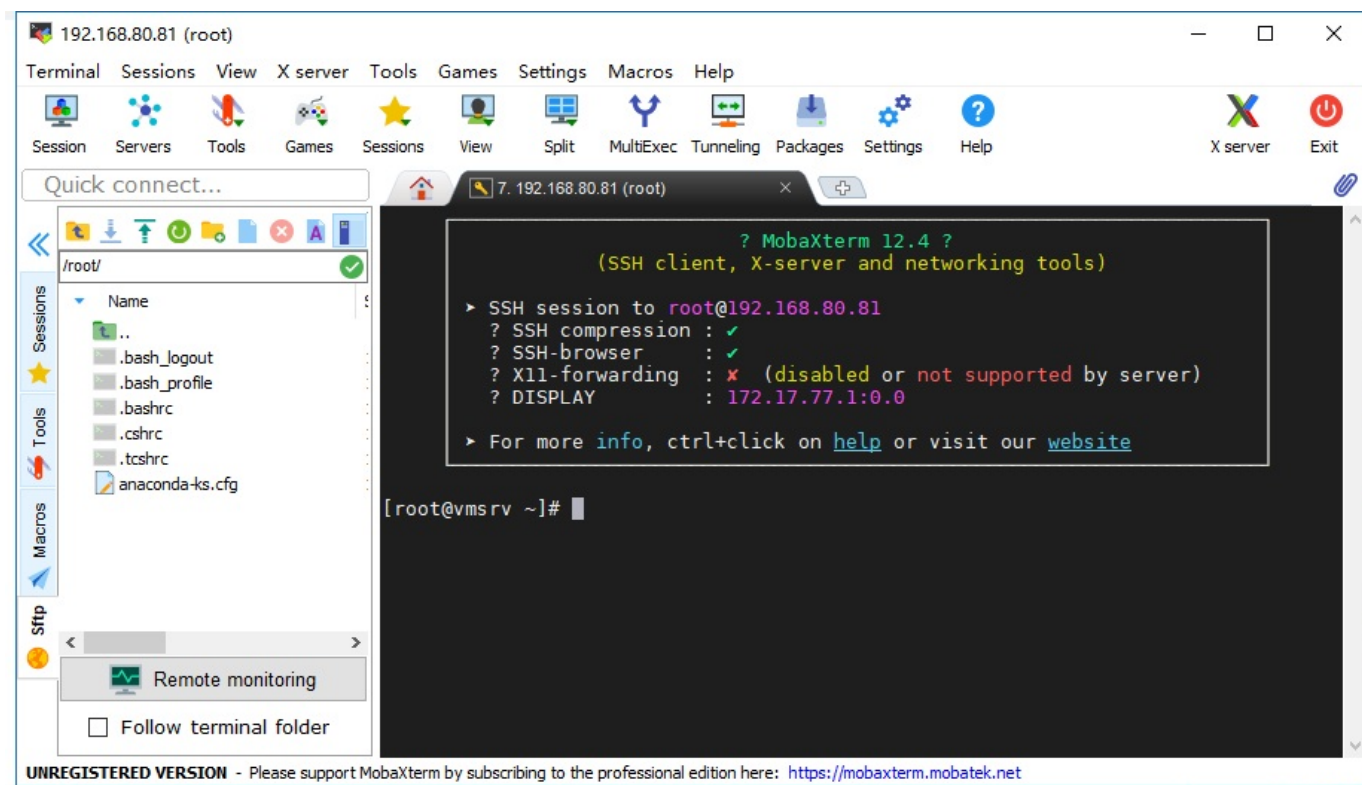 192.168.80.81 (root)
Terminal Sessions View X server Tools Games Settings Macros Help
Session Servers Tools Games Sessions View Split MultiExec Tunneling Packages Settings Help X server Exit
Quick connect...
7. 192.168.80.81 (root)
/root/
Name
..
.bash_logout
.bash_profile
.bashrc
.cshrc
.tcshrc
anaconda-ks.cfg
Sessions
Tools
Macros
Sftp
Remote monitoring
Follow terminal folder
? MobaXterm 12.4 ?
(SSH client, X-server and networking tools)
➤ SSH session to root@192.168.80.81
? SSH compression : ✔
? SSH-browser : ✔
? X11-forwarding : ✘ (disabled or not supported by server)
? DISPLAY : 172.17.77.1:0.0
➤ For more info, ctrl+click on help or visit our website
[root@vmsrv ~]#
UNREGISTERED VERSION - Please support MobaXterm by subscribing to the professional edition here: https://mobaxterm.mobatek.net